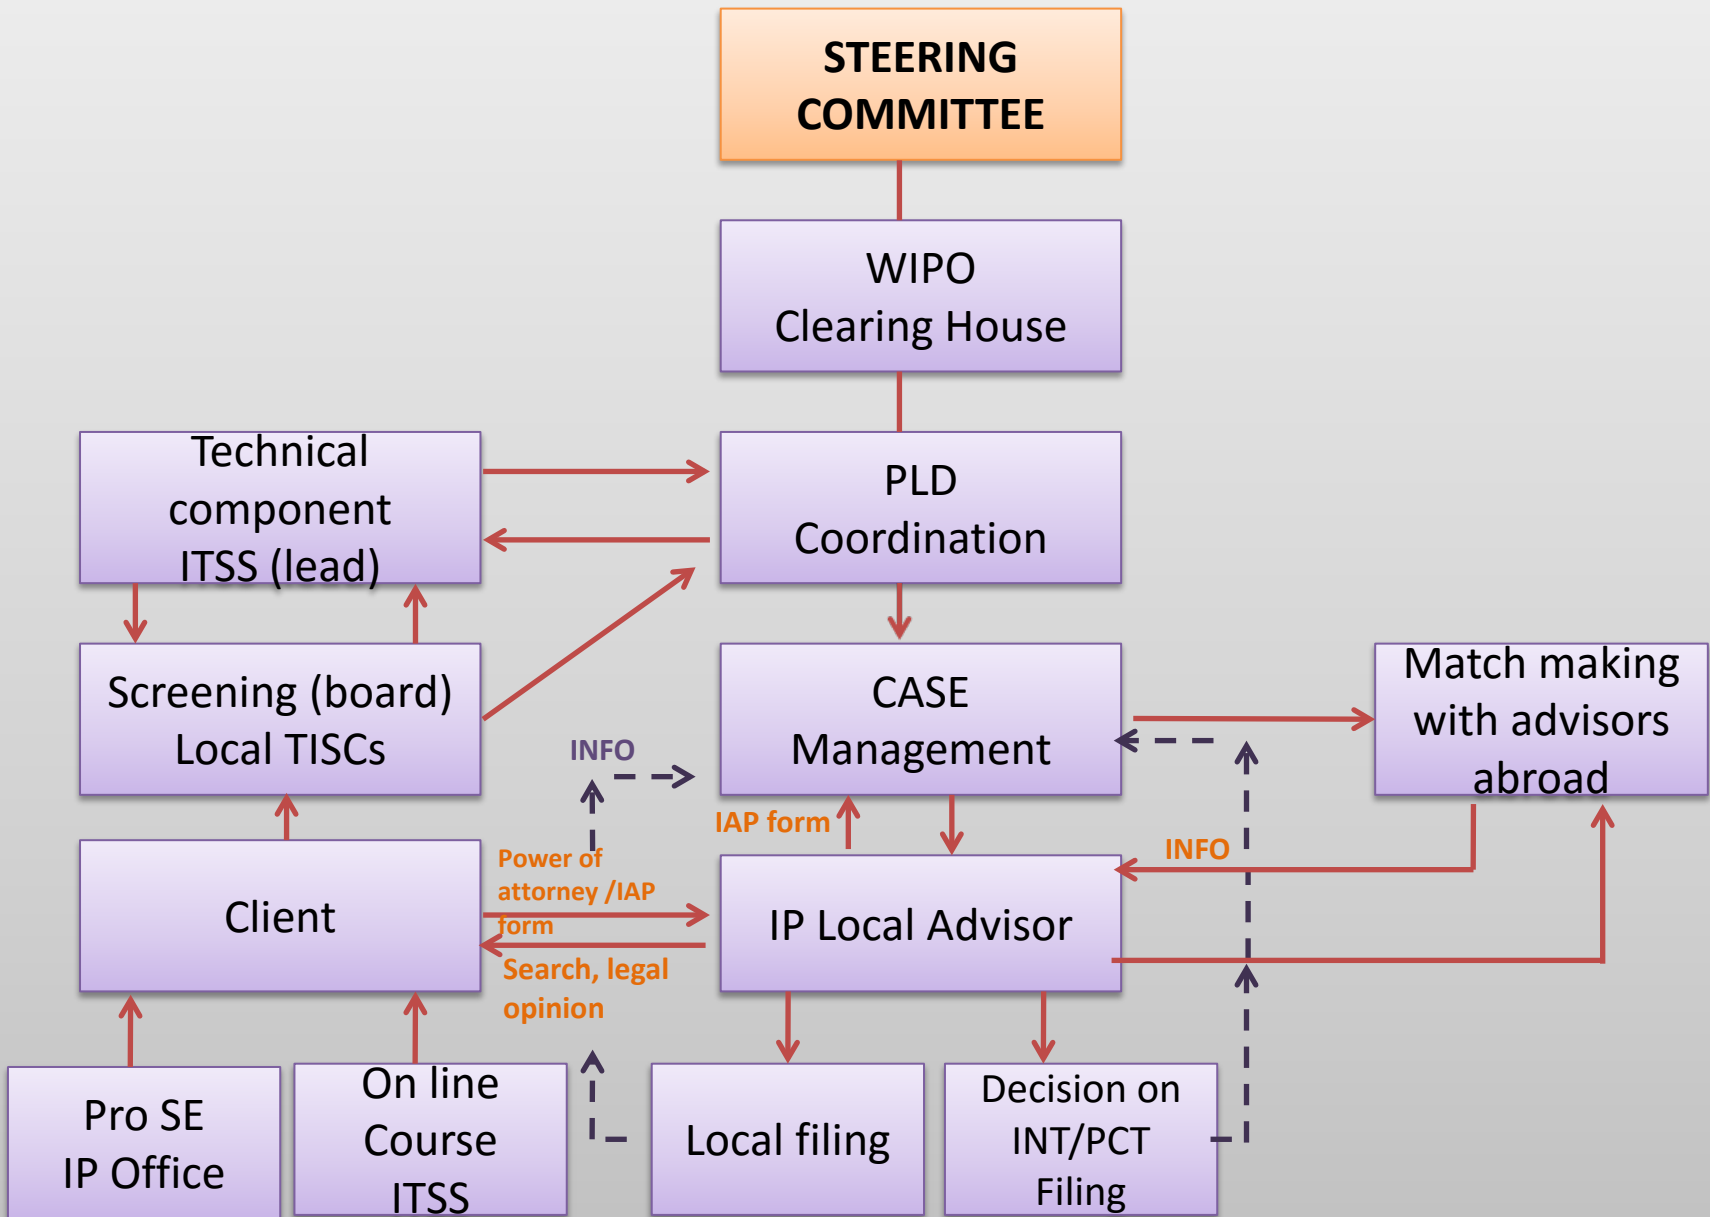 STEERING
COMMITTEE
WIPO
Clearing House
Technical
component
ITSS (lead)
PLD
Coordination
Screening (board)
Local TISCs
CASE
Management
Match making
with advisors
abroad
INFO
IAP form
Power of
attorney /IAP
form
INFO
Client
IP Local Advisor
Search, legal
opinion
Pro SE
IP Office
On line
Course
ITSS
Local filing
Decision on
INT/PCT
Filing